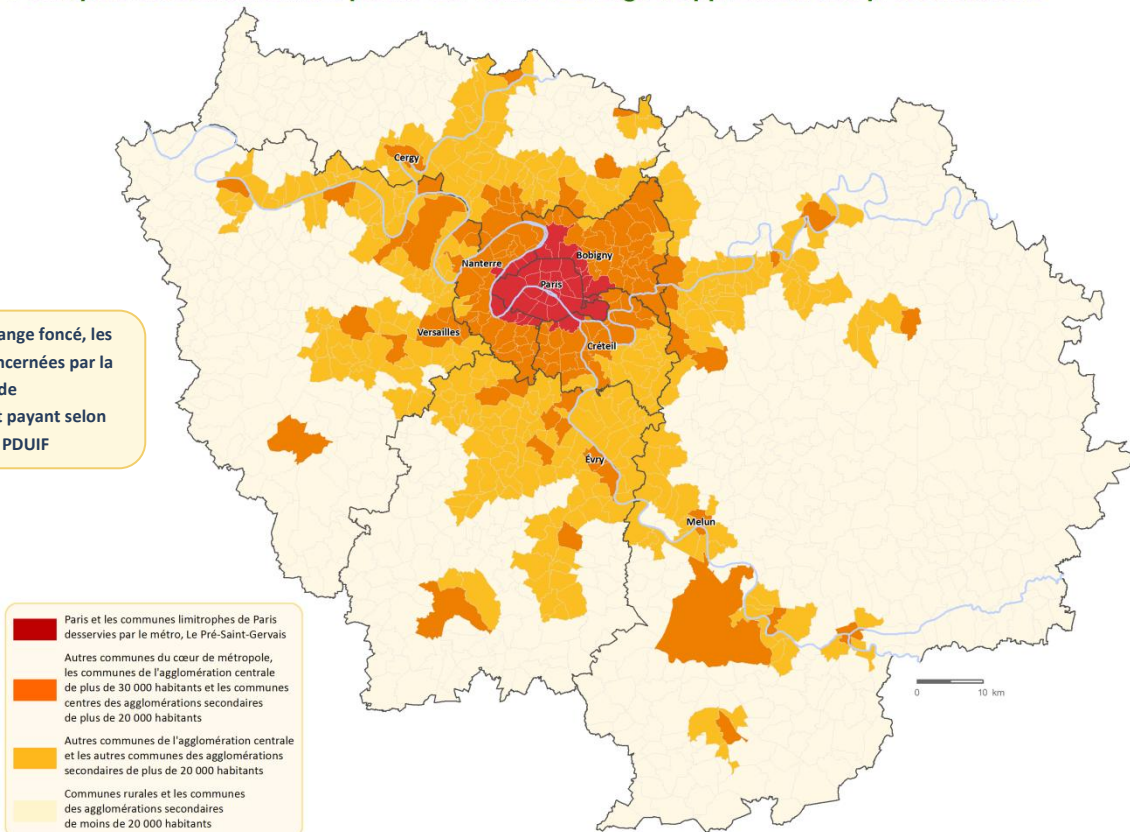 Cergy
Nanterre
Bobigny
Paris
Versailles
Créteil
Évry
Melun
0 10 km
ange foncé, les
ncernées par la
de
payant selon
PDUIF
Paris et les communes limitrophes de Paris
desservies par le métro, Le Pré-Saint-Gervais
Autres communes du cœur de métropole,
les communes de l'agglomération centrale
de plus de 30 000 habitants et les communes
centres des agglomérations secondaires
de plus de 20 000 habitants
Autres communes de l'agglomération centrale
et les autres communes des agglomérations
secondaires de plus de 20 000 habitants
Communes rurales et les communes
des agglomérations secondaires
de moins de 20 000 habitants